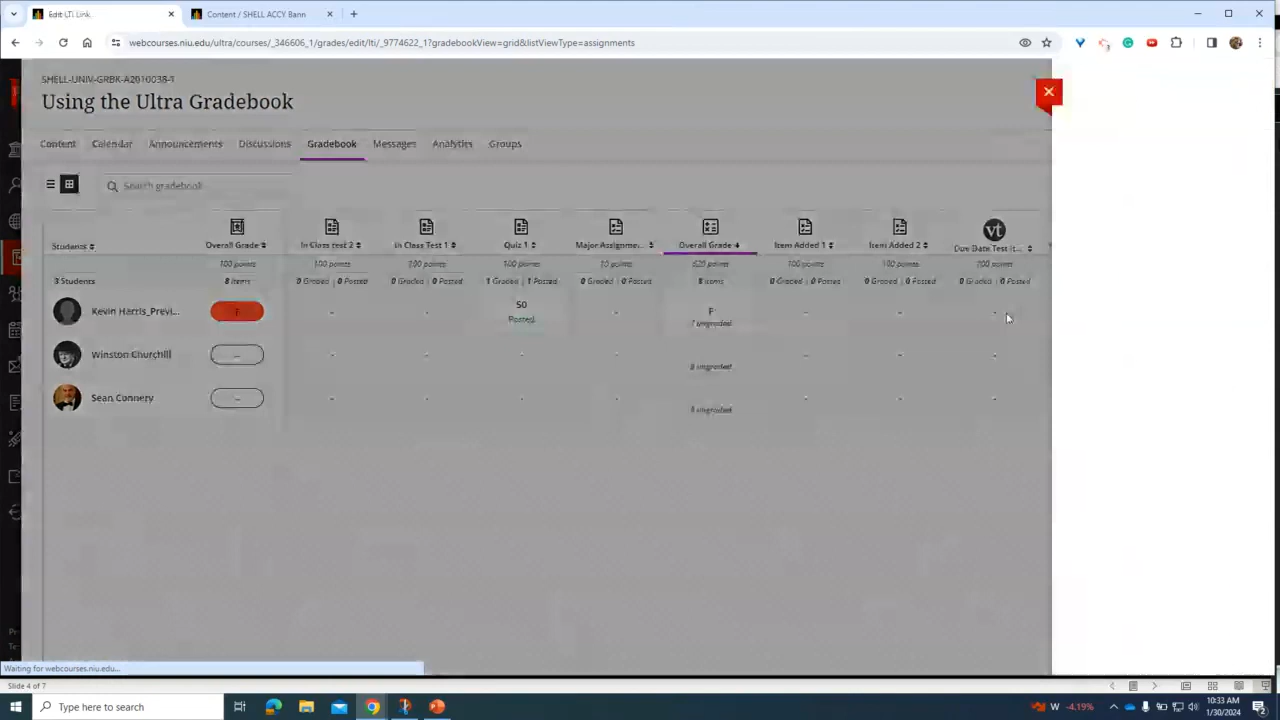 Edit LTI Link
Content / SHELL ACCY Bann
webcourses.niu.edu/ultra/courses/_346606_1/grades/edit/lti/_9774622_1?gradebookView=grid&listViewType=assignments
SHELL-UNIV-GRBK-A2010038-1
Using the Ultra Gradebook
Content Calendar Announcements Discussions Gradebook Messages Analytics Groups
Search gradebook
Students Overall Grade In Class test 2 In Class Test 1 Quiz 1 Major Assignme... Overall Grade Item Added 1 Item Added 2 vt Due Date Test (t...
100 points 100 points 100 points 100 points 20 points 620 points 100 points 100 points 100 points
3 Students 8 items 0 Graded | 0 Posted 0 Graded | 0 Posted 1 Graded | 1 Posted 0 Graded | 0 Posted 8 items 0 Graded | 0 Posted 0 Graded | 0 Posted 0 Graded | 0 Posted
Kevin Harris_Previ... F - - 50 Posted - F 7 ungraded - - -
Winston Churchill - - - - - 8 ungraded - - -
Sean Connery - - - - - 8 ungraded - - -
Waiting for webcourses.niu.edu...
Slide 4 of 7
Type here to search
W -4.19%
10:33 AM
1/30/2024
2